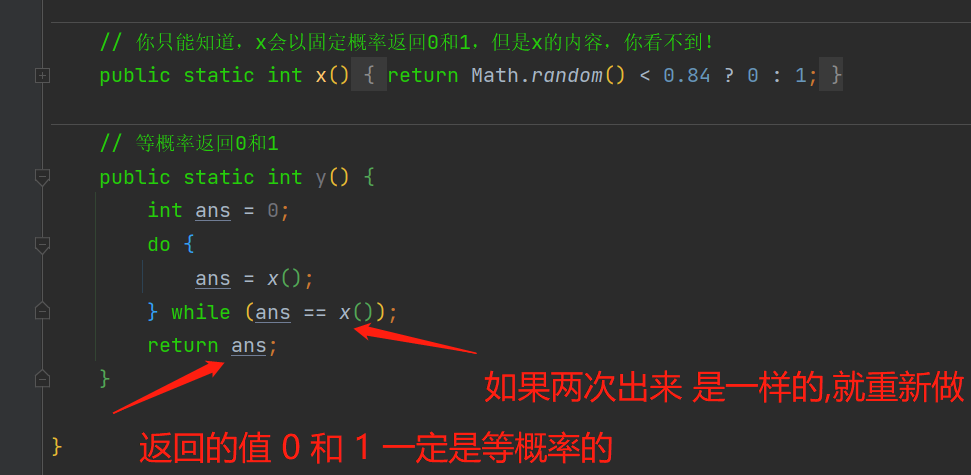 // 你只能知道，x会以固定概率返回0和1，但是x的内容，你看不到！
public static int x() { return Math.random() < 0.84 ? 0 : 1; }
// 等概率返回0和1
public static int y() {
int ans = 0;
do {
ans = x();
} while (ans == x());
return ans;
}
如果两次出来 是一样的,就重新做
返回的值 0 和 1 一定是等概率的
}